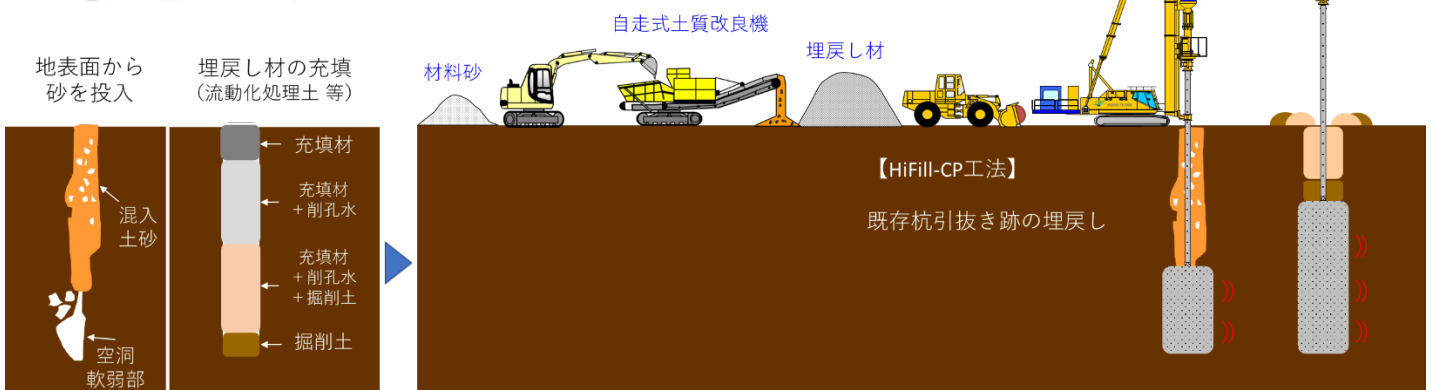 地表面から
砂を投入
混入
土砂
空洞
軟弱部
埋戻し材の充填
（流動化処理土 等）
充填材
充填材
＋削孔水
充填材
＋削孔水
＋掘削土
掘削土
材料砂
自走式土質改良機
埋戻し材
【HiFill-CP工法】
既存杭引抜き跡の埋戻し